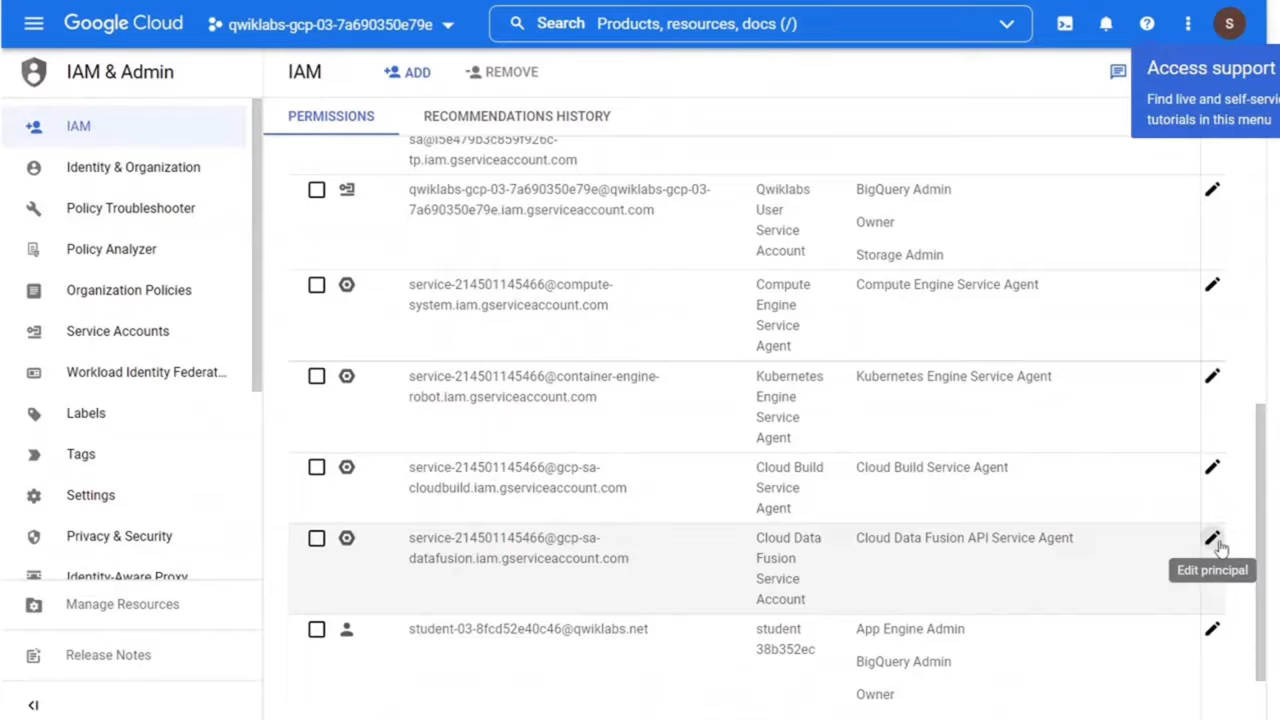 Google Cloud
qwiklabs-gcp-03-7a690350e79e
Search Products, resources, docs (/)
S
IAM & Admin
IAM
ADD
REMOVE
Access support
Find live and self-servi
tutorials in this menu
PERMISSIONS
RECOMMENDATIONS HISTORY
IAM
Identity & Organization
Policy Troubleshooter
Policy Analyzer
Organization Policies
Service Accounts
Workload Identity Federat...
Labels
Tags
Settings
Privacy & Security
Identity-Aware Proxy
Manage Resources
Release Notes
sa@i5e479b3c859f926c-
tp.iam.gserviceaccount.com
qwiklabs-gcp-03-7a690350e79e@qwiklabs-gcp-03-
7a690350e79e.iam.gserviceaccount.com
Qwiklabs
User
Service
Account
BigQuery Admin
Owner
Storage Admin
service-214501145466@compute-
system.iam.gserviceaccount.com
Compute
Engine
Service
Agent
Compute Engine Service Agent
service-214501145466@container-engine-
robot.iam.gserviceaccount.com
Kubernetes
Engine
Service
Agent
Kubernetes Engine Service Agent
service-214501145466@gcp-sa-
cloudbuild.iam.gserviceaccount.com
Cloud Build
Service
Agent
Cloud Build Service Agent
service-214501145466@gcp-sa-
datafusion.iam.gserviceaccount.com
Cloud Data
Fusion
Service
Account
Cloud Data Fusion API Service Agent
Edit principal
student-03-8fcd52e40c46@qwiklabs.net
student
38b352ec
App Engine Admin
BigQuery Admin
Owner